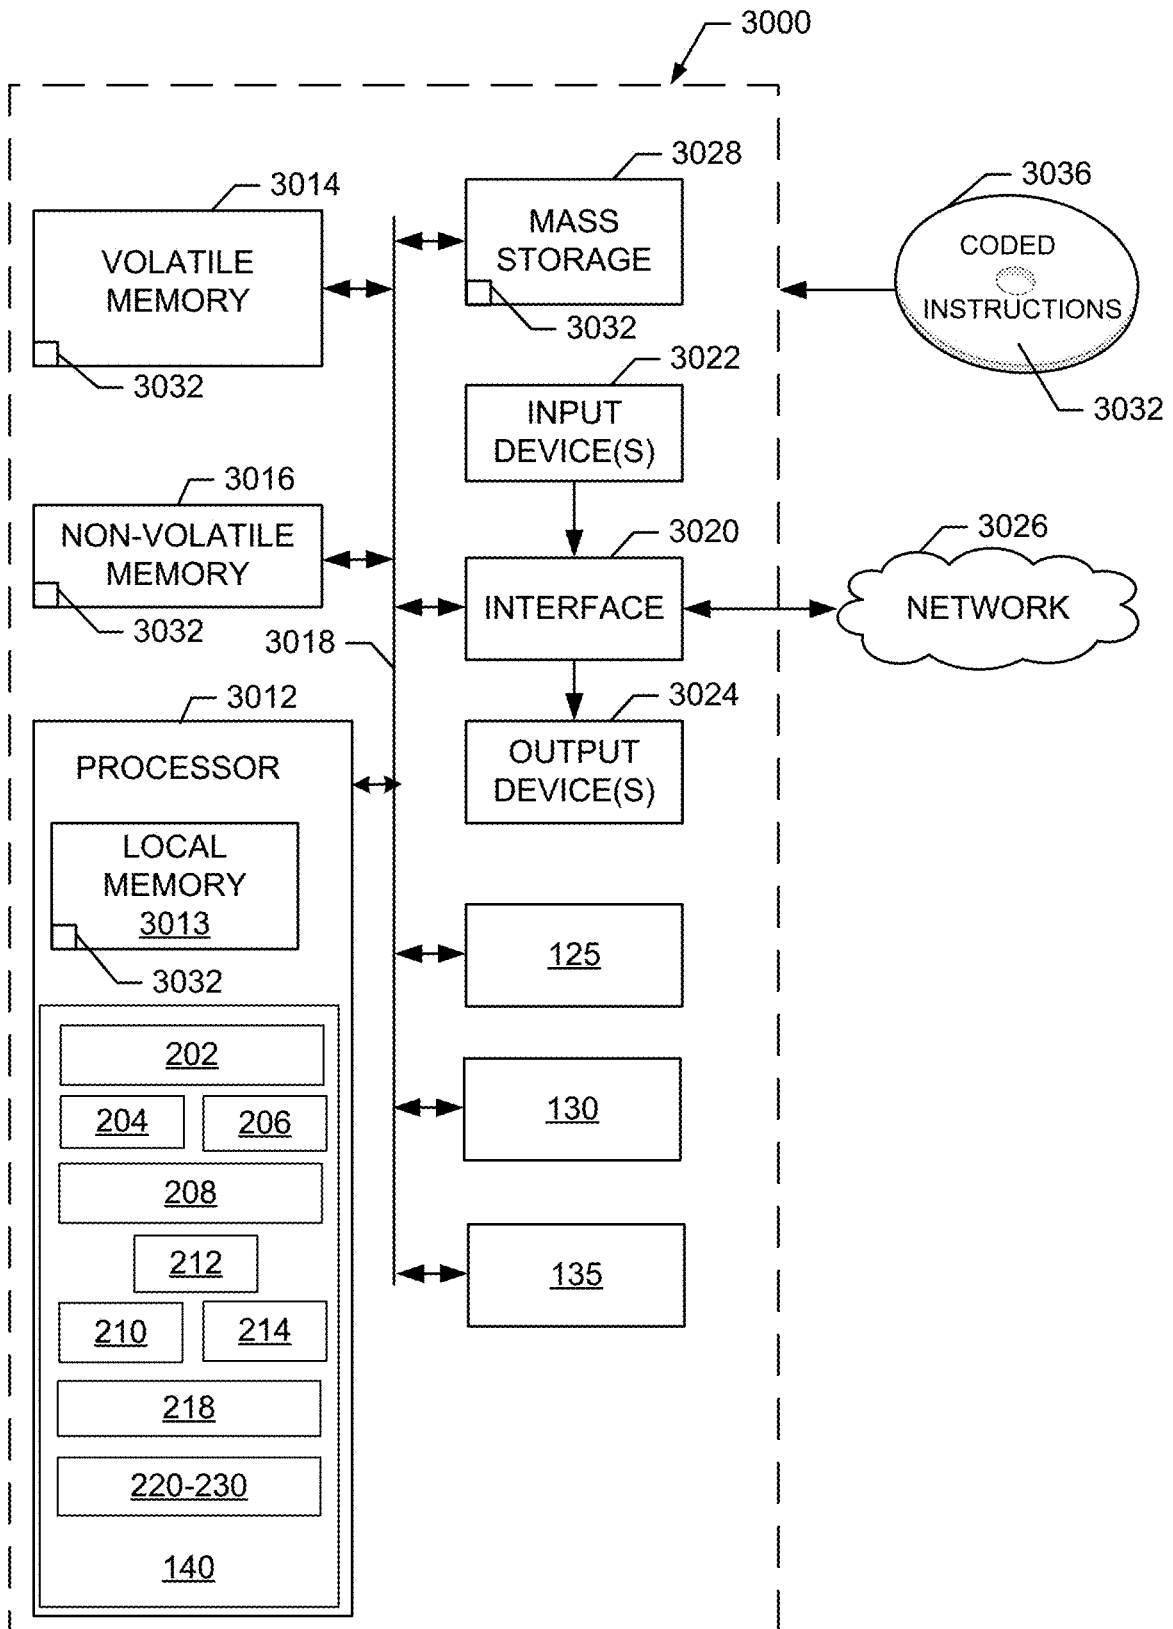 3000
3014
VOLATILE
MEMORY
3032
3028
MASS
STORAGE
3032
3036
CODED
INSTRUCTIONS
3032
3022
INPUT
DEVICE(S)
3016
NON-VOLATILE
MEMORY
3032
3018
3020
INTERFACE
3026
NETWORK
3024
OUTPUT
DEVICE(S)
3012
PROCESSOR
LOCAL
MEMORY
3013
3032
125
130
135
202
204 206
208
212
210 214
218
220-230
140